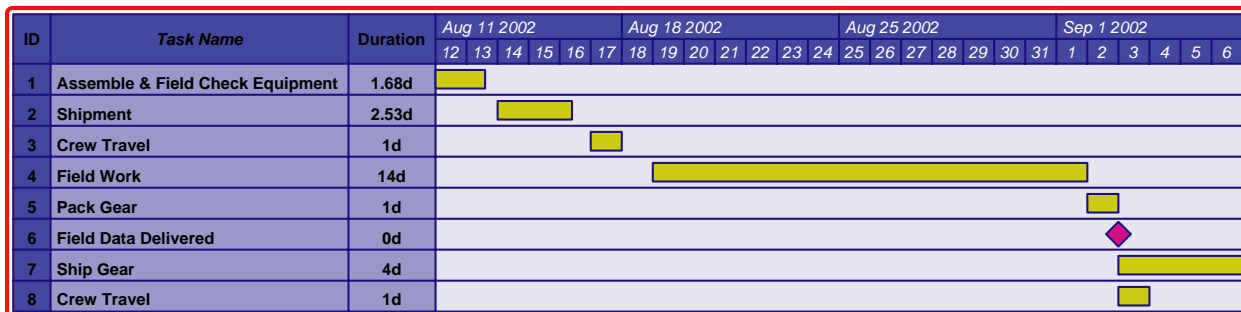 ID Task Name Duration Aug 11 2002 Aug 18 2002 Aug 25 2002 Sep 1 2002
12 13 14 15 16 17 18 19 20 21 22 23 24 25 26 27 28 29 30 31 1 2 3 4 5 6
1 Assemble & Field Check Equipment 1.68d
2 Shipment 2.53d
3 Crew Travel 1d
4 Field Work 14d
5 Pack Gear 1d
6 Field Data Delivered 0d
7 Ship Gear 4d
8 Crew Travel 1d